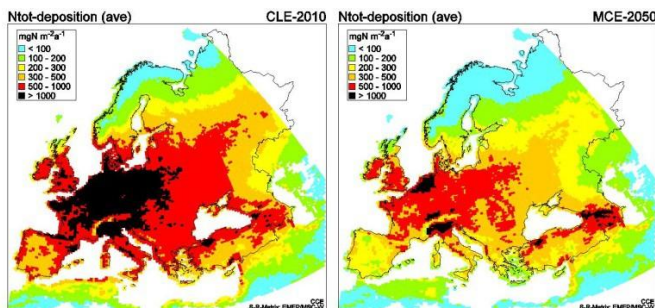 Ntot-deposition (ave) CLE-2010
mgN m-2a-1
< 100
100 - 200
200 - 300
300 - 500
500 - 1000
> 1000
CCE
Ntot-deposition (ave) MCE-2050
mgN m-2a-1
< 100
100 - 200
200 - 300
300 - 500
500 - 1000
> 1000
CCE